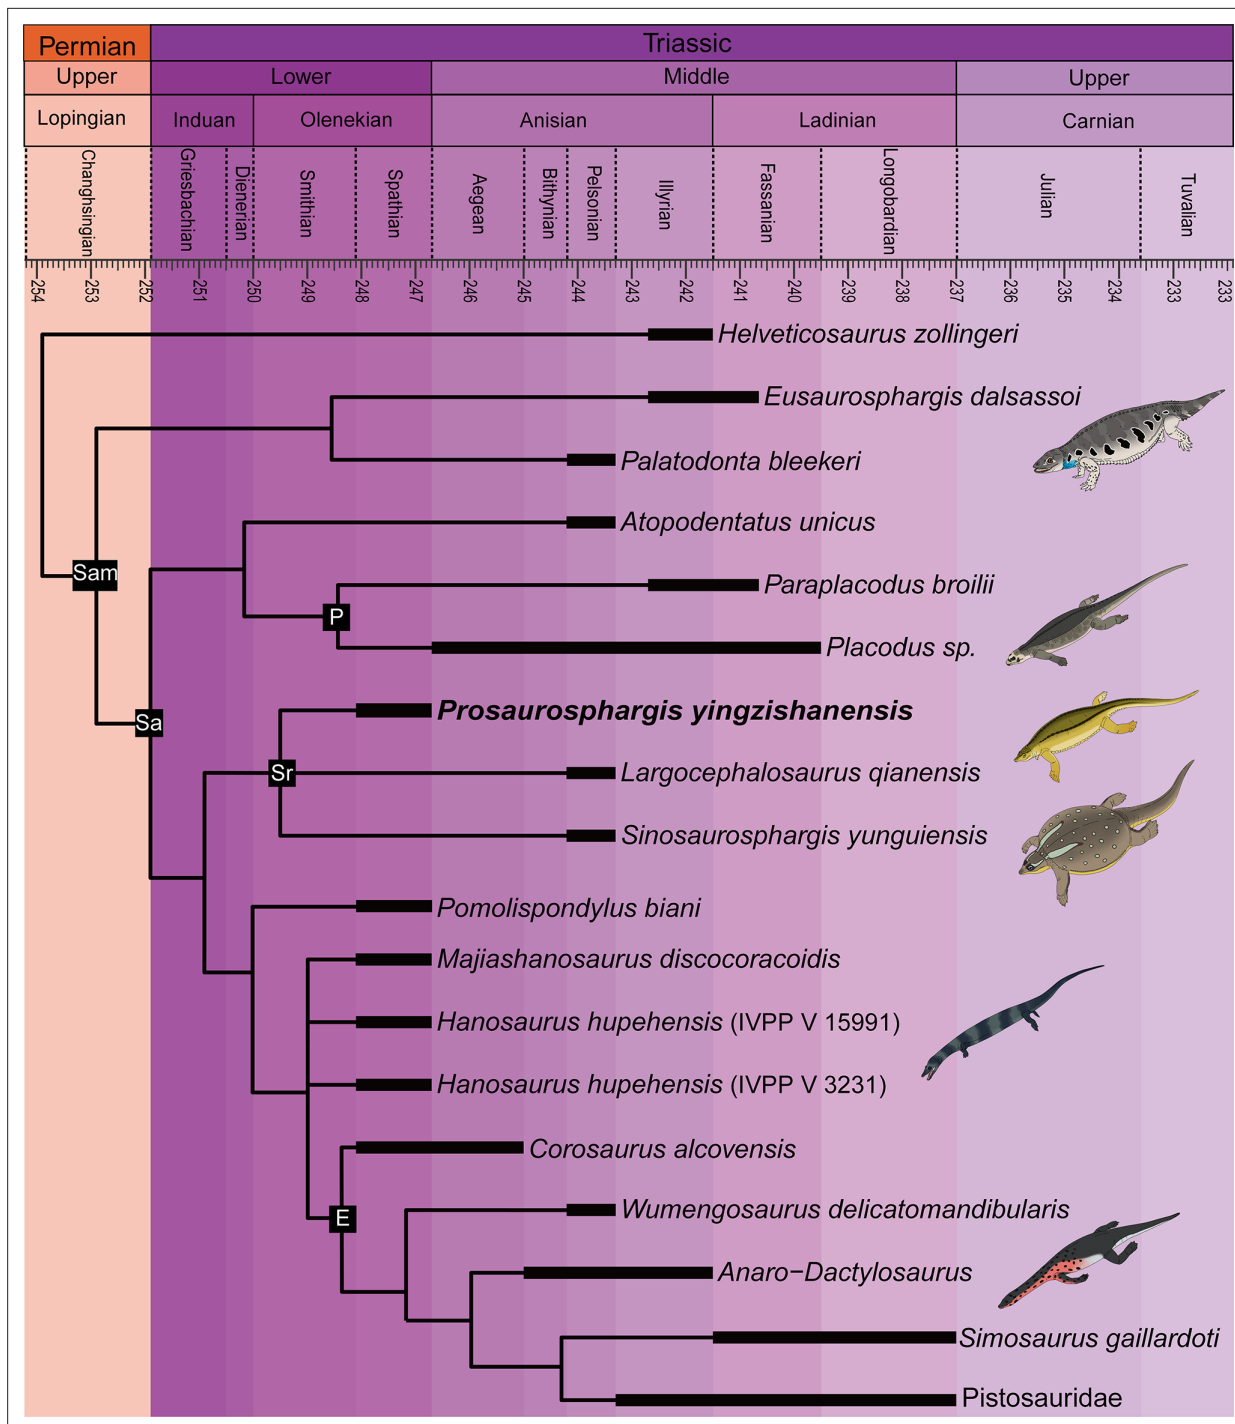 Permian Triassic
Upper Lower Middle Upper
Lopingian Induan Olenekian Anisian Ladinian Carnian
Changhsingian Griesbachian Dienerian Smithian Spathian Aegean Bithynian Pelsonian Illyrian Fassanian Longobardian Julian Tuvalian
254 253 252 251 250 249 248 247 246 245 244 243 242 241 240 239 238 237 236 235 234 233 233
Helveticosaurus zollingeri
Eusaurosphargis dalsassoi
Palatodonta bleekeri
Atopodentatus unicus
Sam
Paraplacodus broilii
P
Placodus sp.
Prosaurosphargis yingzishanensis
Sa
Sr
Largocephalosaurus qianensis
Sinosaurosphargis yunguiensis
Pomolispondylus biani
Majiashanosaurus discocoracoidis
Hanosaurus hupehensis (IVPP V 15991)
Hanosaurus hupehensis (IVPP V 3231)
Corosaurus alcovensis
E
Wumengosaurus delicatomandibularis
Anaro−Dactylosaurus
Simosaurus gaillardoti
Pistosauridae